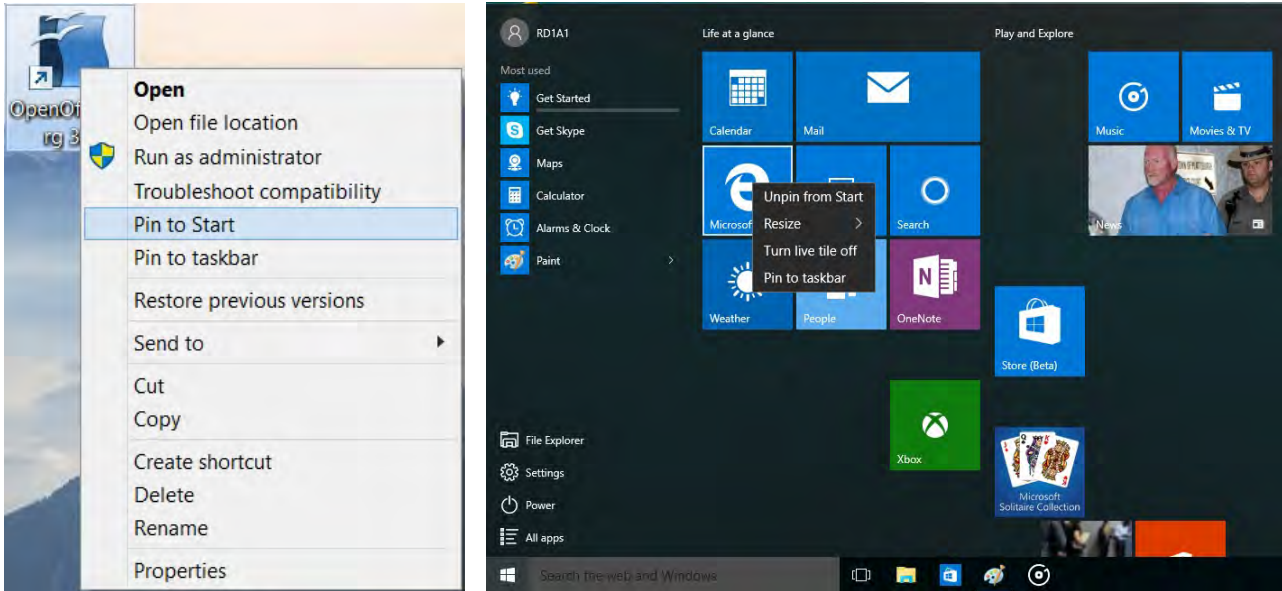 OpenOf
rg 3
Open
Open file location
Run as administrator
Troubleshoot compatibility
Pin to Start
Pin to taskbar
Restore previous versions
Send to
Cut
Copy
Create shortcut
Delete
Rename
Properties
RD1A1
Most used
Get Started
Get Skype
Maps
Calculator
Alarms & Clock
Paint
File Explorer
Settings
Power
All apps
Search the web and Windows
Life at a glance
Calendar
Mail
Microsof
Search
Unpin from Start
Resize
Turn live tile off
Pin to taskbar
Weather
People
OneNote
Xbox
Play and Explore
Music
Movies & TV
News
Store (Beta)
Microsoft
Solitaire Collection